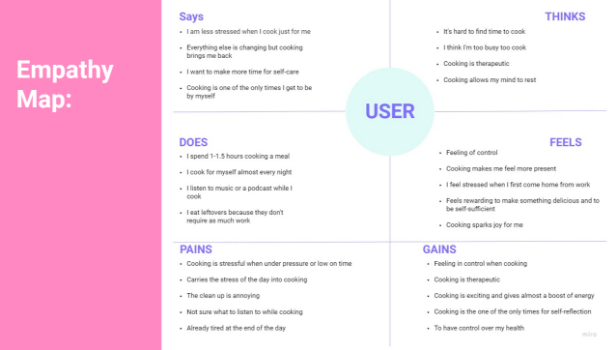 Empathy
Map:
Says
• I am less stressed when I cook just for me
• Everything else is changing but cooking
brings me back
• I want to make more time for self-care
• Cooking is one of the only times I get to be
by myself
THINKS
• It's hard to find time to cook
• I think I'm too busy too cook
• Cooking is therapeutic
• Cooking allows my mind to rest
USER
DOES
• I spend 1-1.5 hours cooking a meal
• I cook for myself almost every night
• I listen to music or a podcast while I
cook
• I eat leftovers because they don't
require as much work
FEELS
• Feeling of control
• Cooking makes me feel more present
• I feel stressed when I first come home from work
• Feels rewarding to make something delicious and to
be self-sufficient
• Cooking sparks joy for me
PAINS
• Cooking is stressful when under pressure or low on time
• Carries the stress of the day into cooking
• The clean up is annoying
• Not sure what to listen to while cooking
• Already tired at the end of the day
GAINS
• Feeling in control when cooking
• Cooking is therapeutic
• Cooking is exciting and gives almost a boost of energy
• Cooking is the one of the only times for self-reflection
• To have control over my health
miro